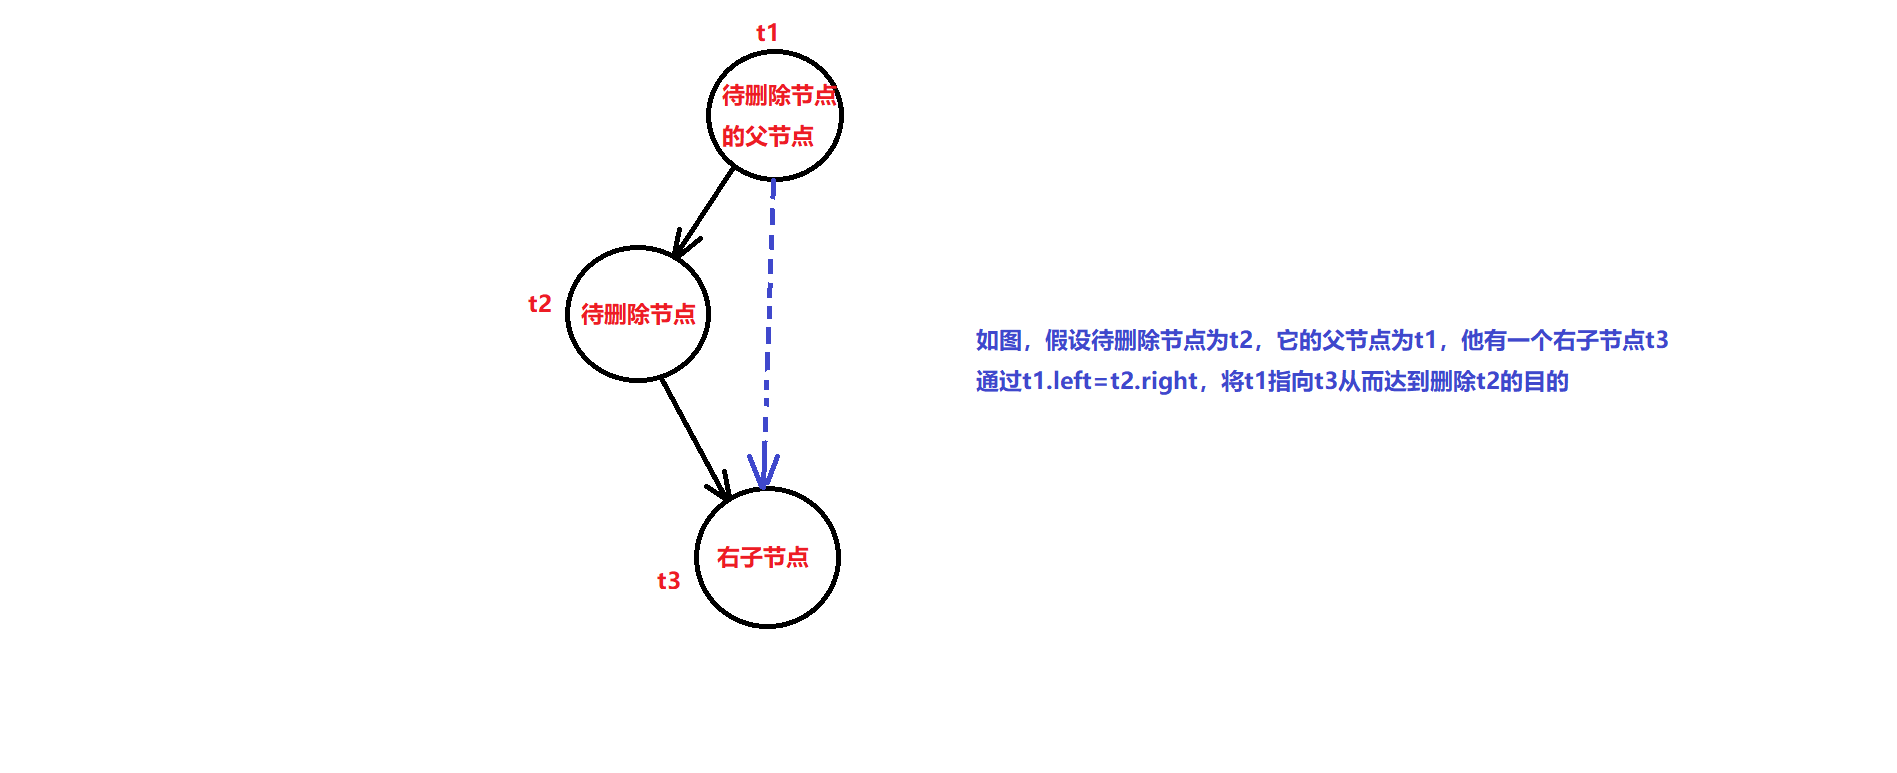 t1
待删除节点
的父节点
t2
待删除节点
如图，假设待删除节点为t2，它的父节点为t1，他有一个右子节点t3
通过t1.left=t2.right，将t1指向t3从而达到删除t2的目的
右子节点
t3